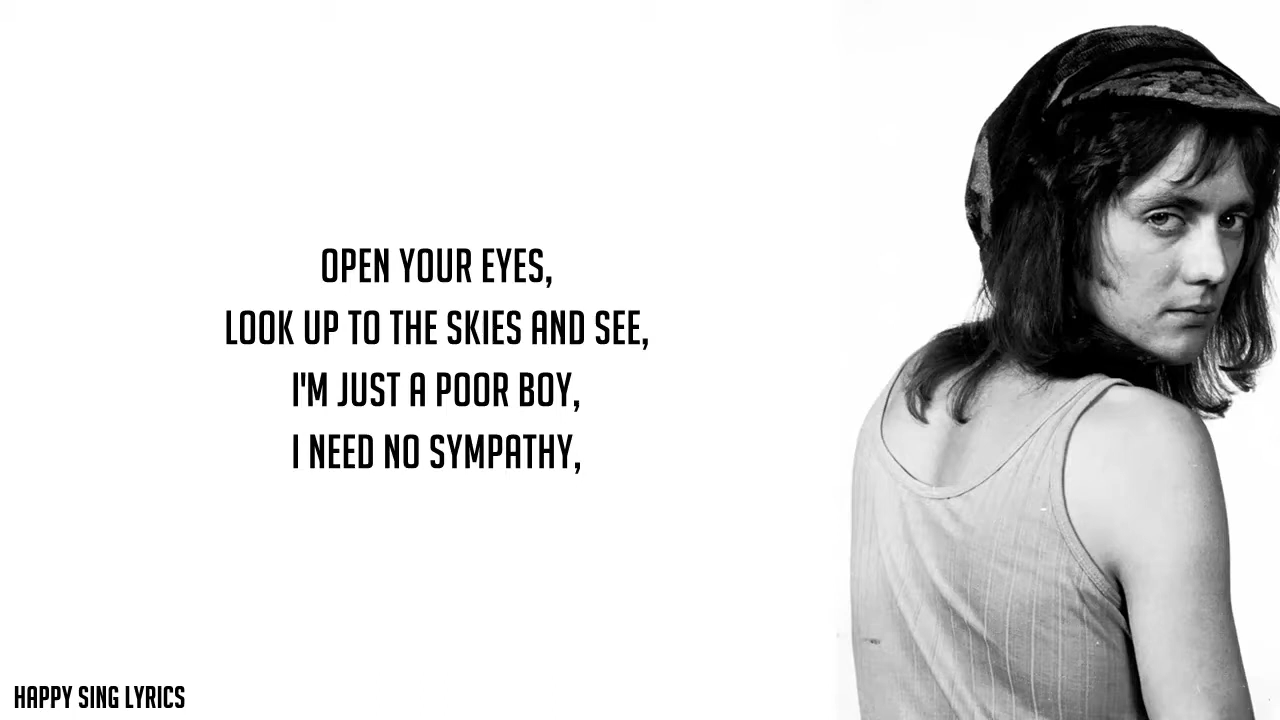 OPEN YOUR EYES,
LOOK UP TO THE SKIES AND SEE,
I'M JUST A POOR BOY,
I NEED NO SYMPATHY,
HAPPY SING LYRICS